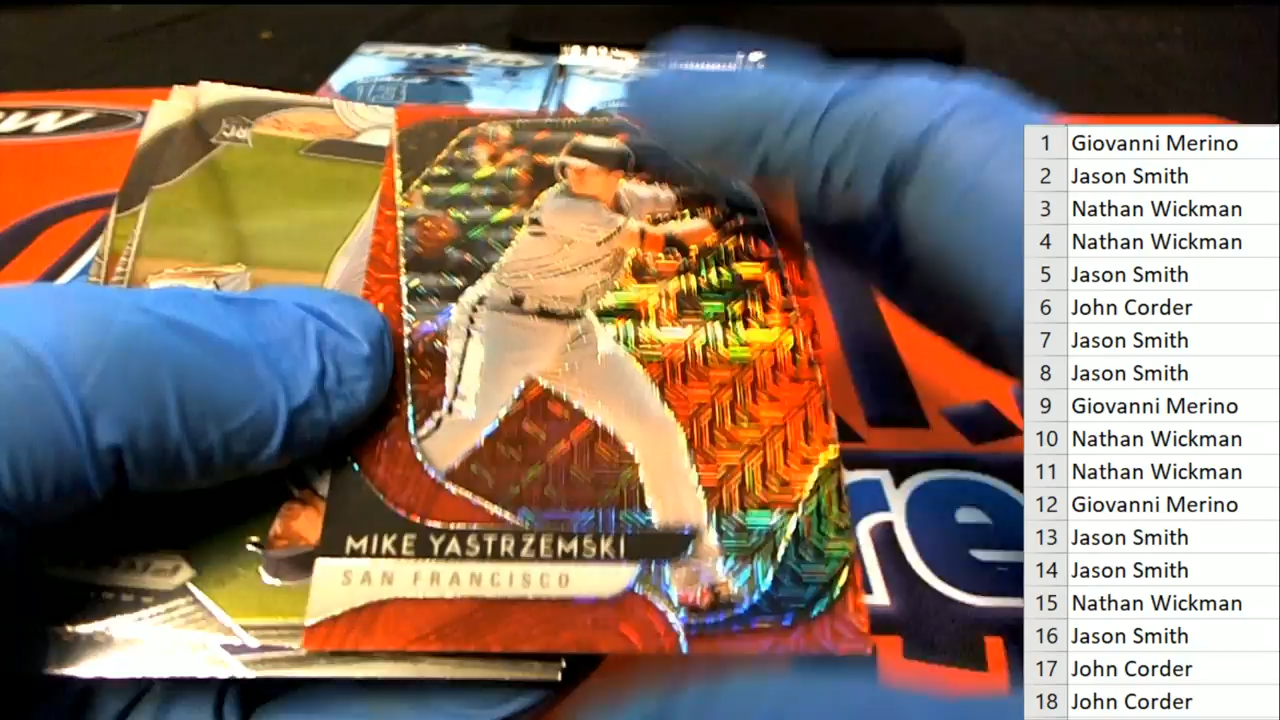 MIKE YASTRZEMSKI
SAN FRANCISCO
re
1 Giovanni Merino
2 Jason Smith
3 Nathan Wickman
4 Nathan Wickman
5 Jason Smith
6 John Corder
7 Jason Smith
8 Jason Smith
9 Giovanni Merino
10 Nathan Wickman
11 Nathan Wickman
12 Giovanni Merino
13 Jason Smith
14 Jason Smith
15 Nathan Wickman
16 Jason Smith
17 John Corder
18 John Corder